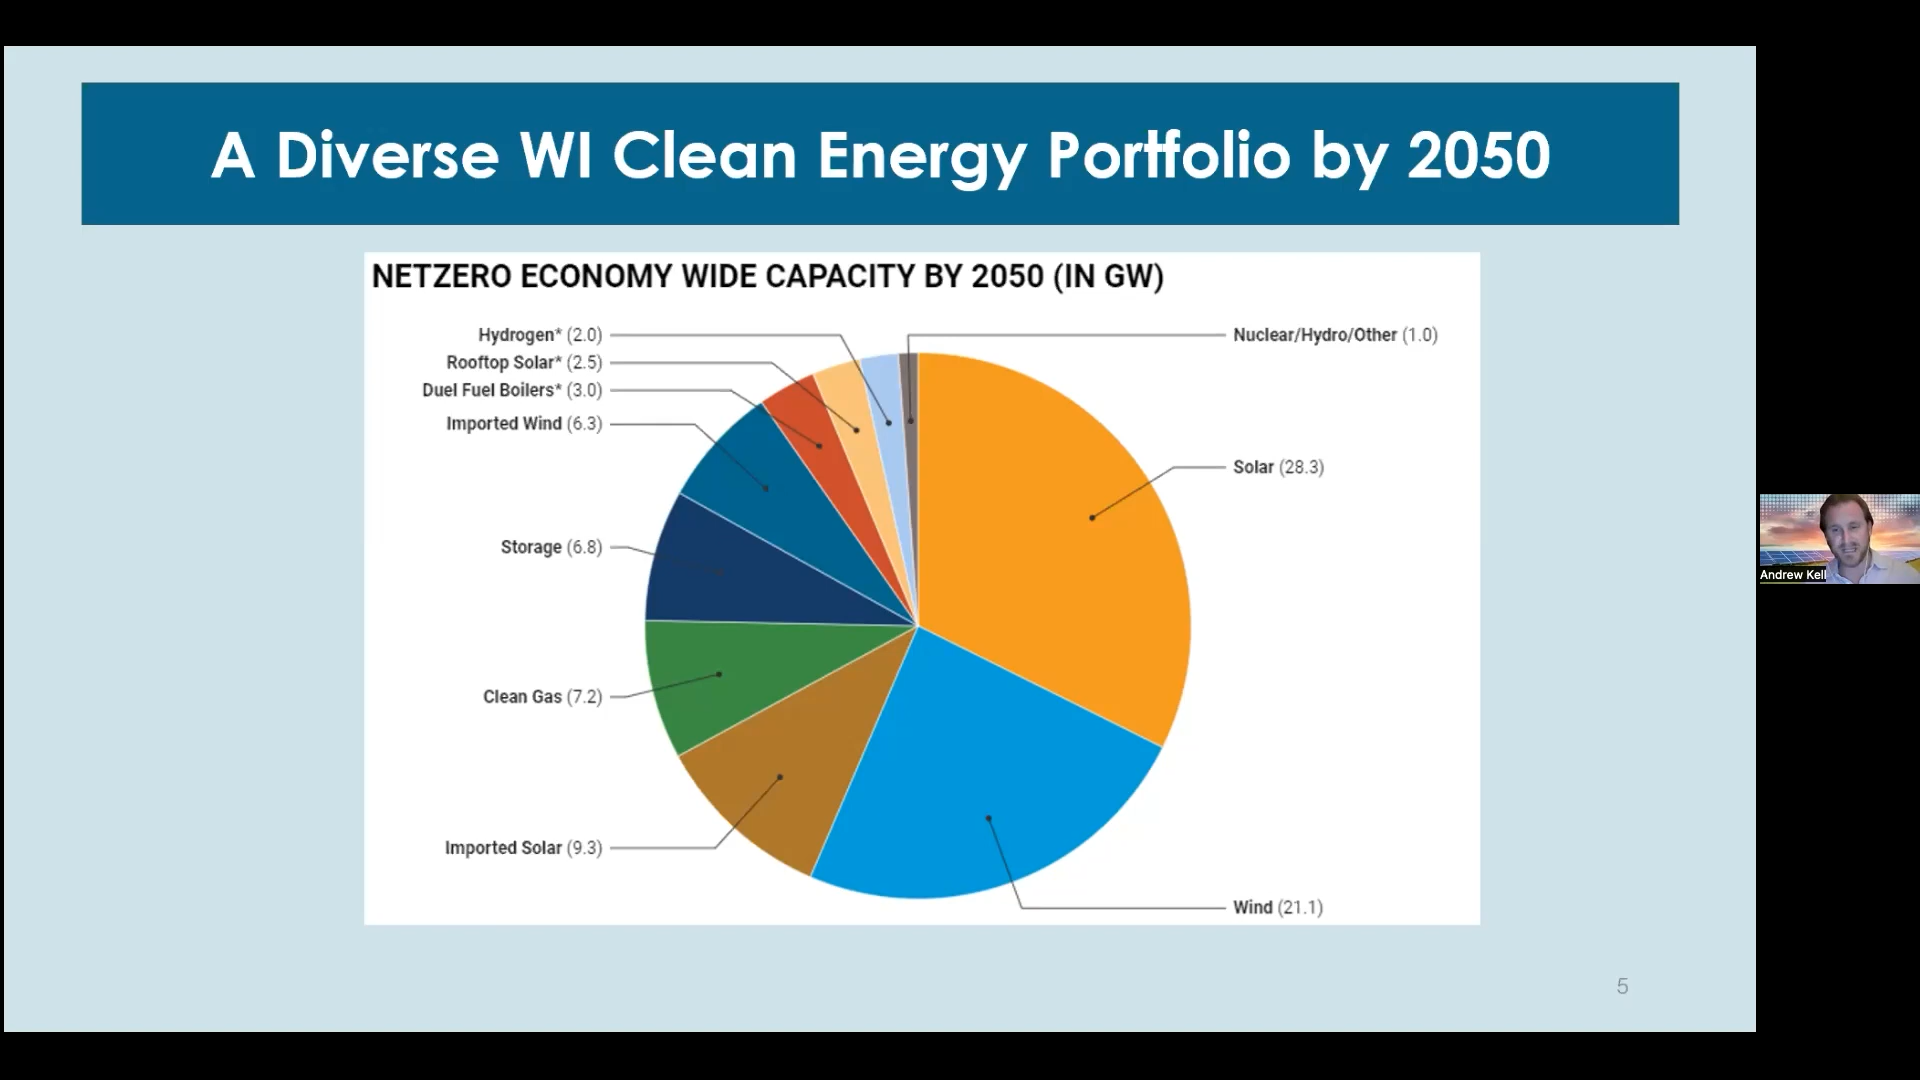 A Diverse WI Clean Energy Portfolio by 2050
NETZERO ECONOMY WIDE CAPACITY BY 2050 (IN GW)
Hydrogen* (2.0)
Rooftop Solar* (2.5)
Duel Fuel Boilers* (3.0)
Imported Wind (6.3)
Storage (6.8)
Clean Gas (7.2)
Imported Solar (9.3)
Nuclear/Hydro/Other (1.0)
Solar (28.3)
Wind (21.1)
Andrew Kell
5